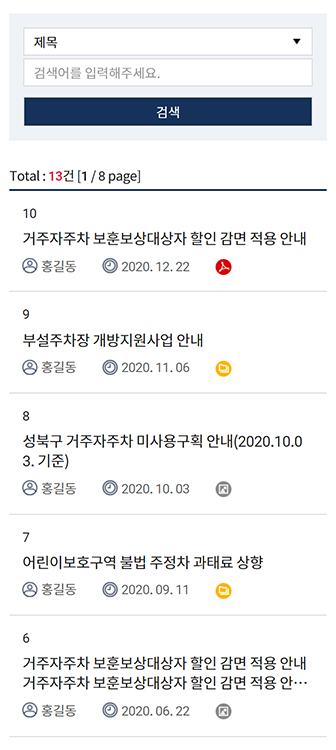 제목
검색어를 입력해주세요.
검색
Total : 13건 [1 / 8 page]
10
거주자주차 보훈보상대상자 할인 감면 적용 안내
홍길동 2020. 12. 22
9
부설주차장 개방지원사업 안내
홍길동 2020. 11. 06
8
성북구 거주자주차 미사용구획 안내(2020.10.0
3. 기준)
홍길동 2020. 10. 03
7
어린이보호구역 불법 주정차 과태료 상향
홍길동 2020. 09. 11
6
거주자주차 보훈보상대상자 할인 감면 적용 안내
거주자주차 보훈보상대상자 할인 감면 적용 안…
홍길동 2020. 06. 22